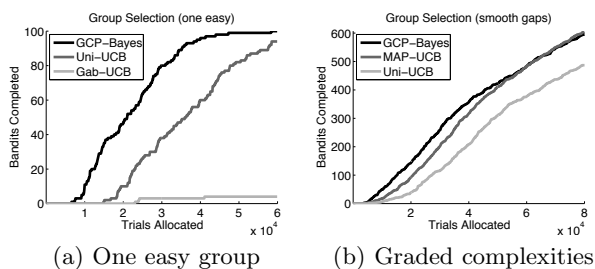 Group Selection (one easy)
GCP-Bayes
Uni-UCB
Gab-UCB
Bandits Completed
100
80
60
40
20
0
1 2 3 4 5 6
Trials Allocated
x 10^4
(a) One easy group
Group Selection (smooth gaps)
GCP-Bayes
MAP-UCB
Uni-UCB
Bandits Completed
600
500
400
300
200
100
0
2 4 6 8
Trials Allocated
x 10^4
(b) Graded complexities